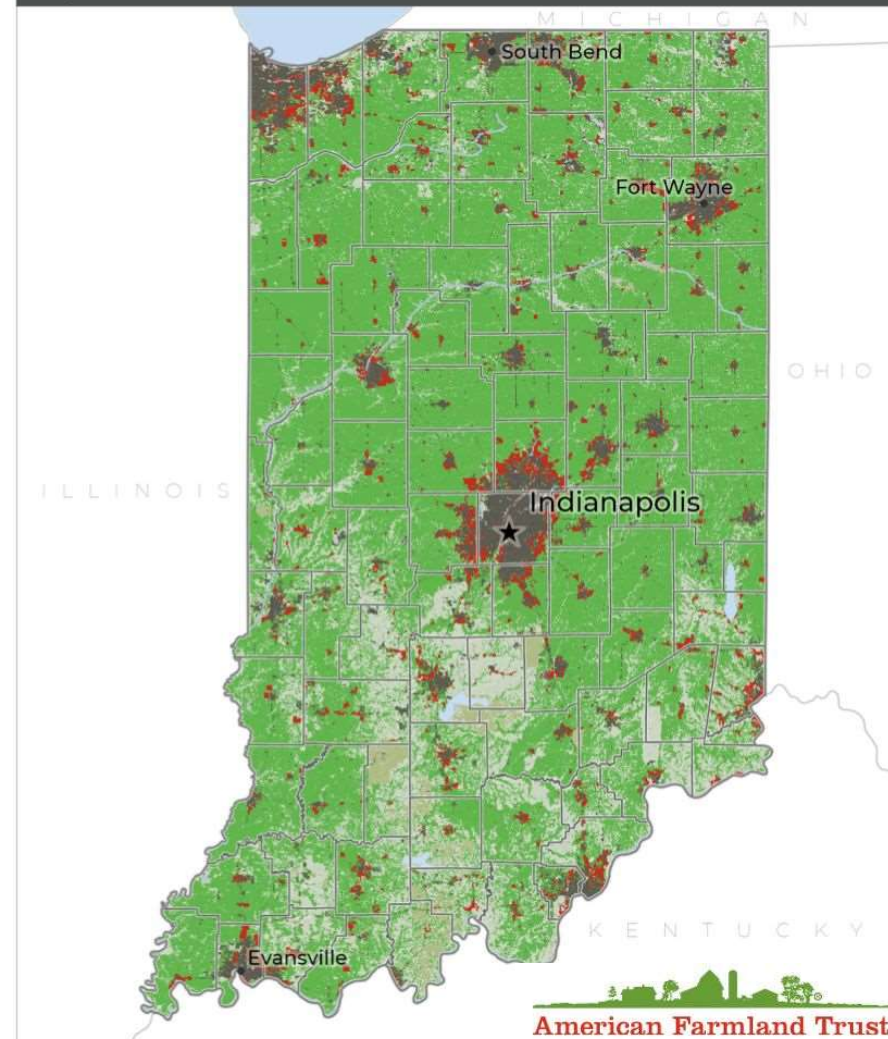 MICHIGAN
South Bend
Fort Wayne
OHIO
ILLINOIS
Indianapolis
KENTUCKY
Evansville
American Farmland Trust